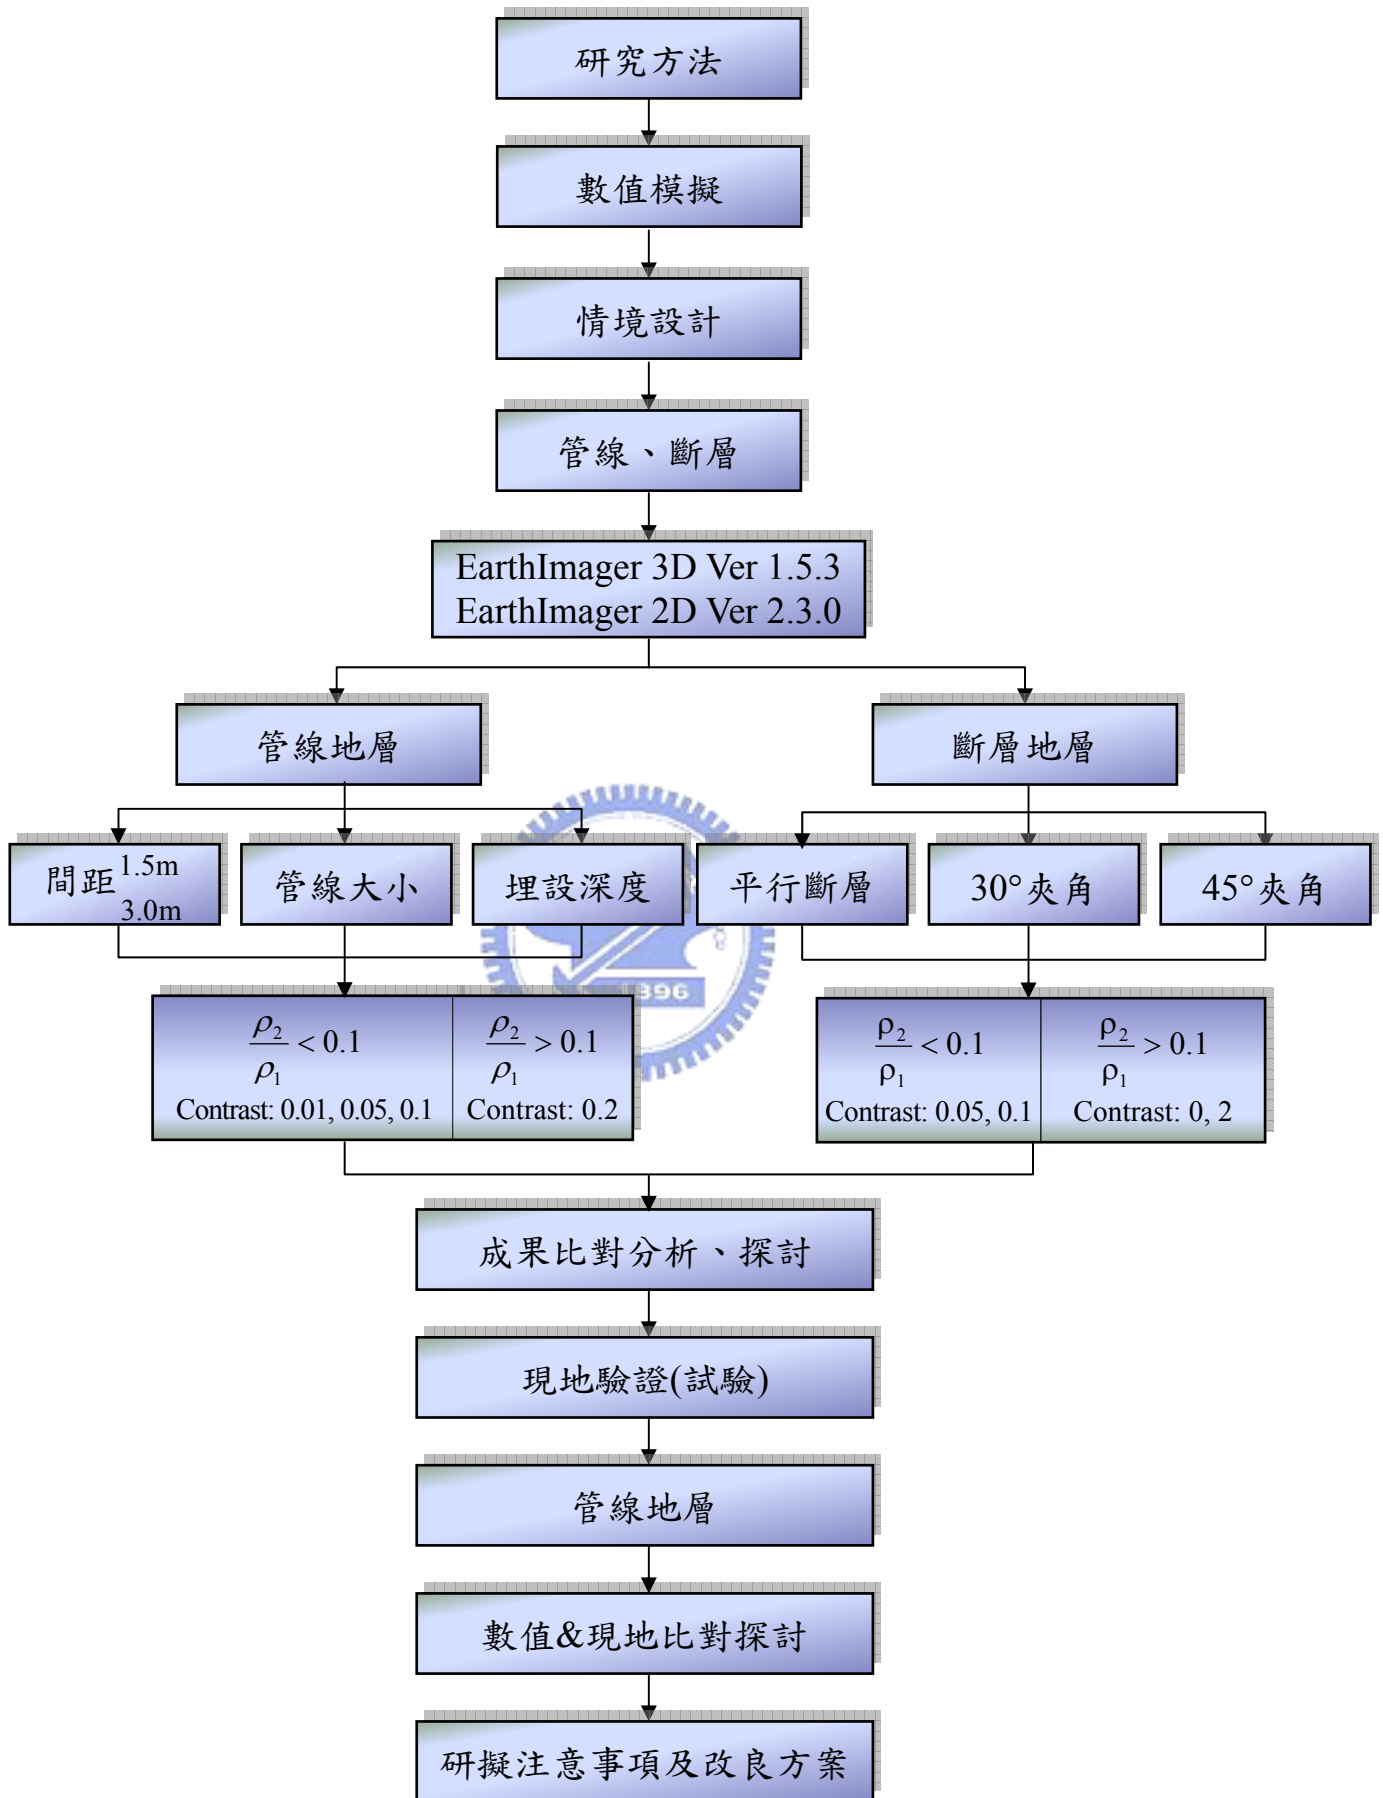 研究方法
數值模擬
情境設計
管線、斷層
EarthImager 3D Ver 1.5.3
EarthImager 2D Ver 2.3.0
管線地層
斷層地層
間距 1.5m
3.0m
管線大小
埋設深度
平行斷層
30°夾角
45°夾角
ρ₂/ρ₁ < 0.1
Contrast: 0.01, 0.05, 0.1
ρ₂/ρ₁ > 0.1
Contrast: 0.2
ρ₂/ρ₁ < 0.1
Contrast: 0.05, 0.1
ρ₂/ρ₁ > 0.1
Contrast: 0, 2
成果比對分析、探討
現地驗證(試驗)
管線地層
數值&現地比對探討
研擬注意事項及改良方案